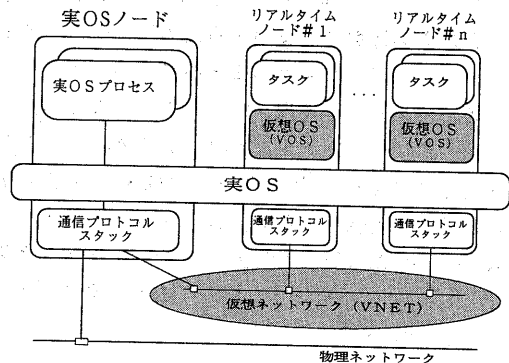 実OSノード
リアルタイム
ノード#1
リアルタイム
ノード#n
実OSプロセス
タスク
・・・
タスク
仮想OS
(VOS)
仮想OS
(VOS)
実OS
通信プロトコル
スタック
通信プロトコル
スタック
通信プロトコル
スタック
仮想ネットワーク (VNET)
物理ネットワーク